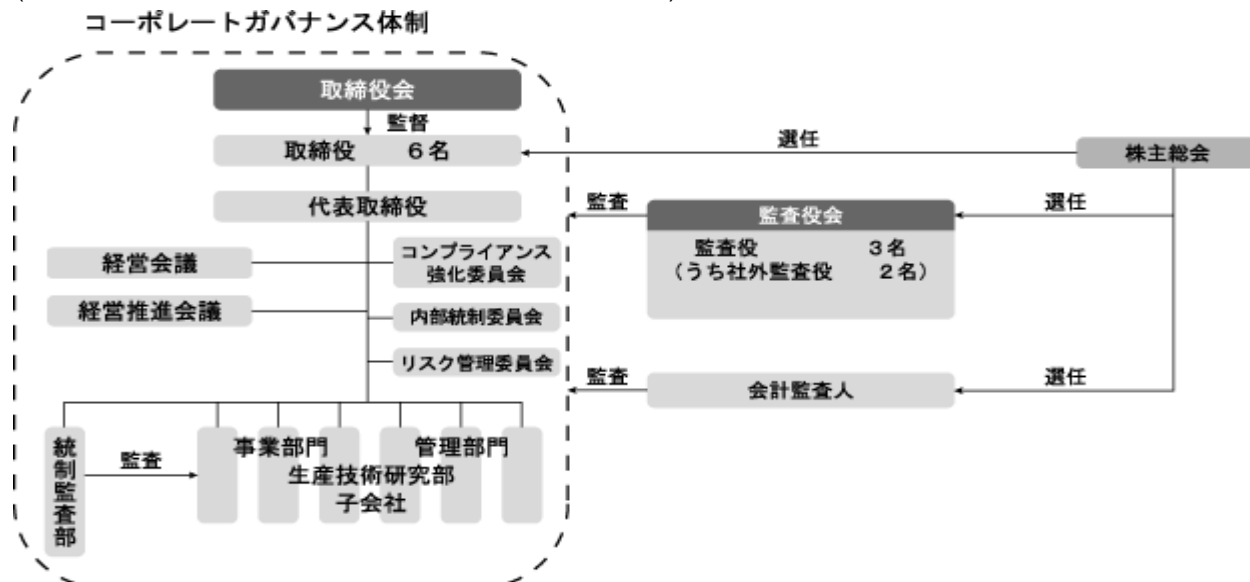 コーポレートガバナンス体制
取締役会
監督
取締役 6名
選任
株主総会
代表取締役
監査
監査役会
選任
監査役 3名
(うち社外監査役 2名)
経営会議
コンプライアンス
強化委員会
経営推進会議
内部統制委員会
リスク管理委員会
監査
会計監査人
選任
統制監査部
監査
事業部門 管理部門
生産技術研究部
子会社